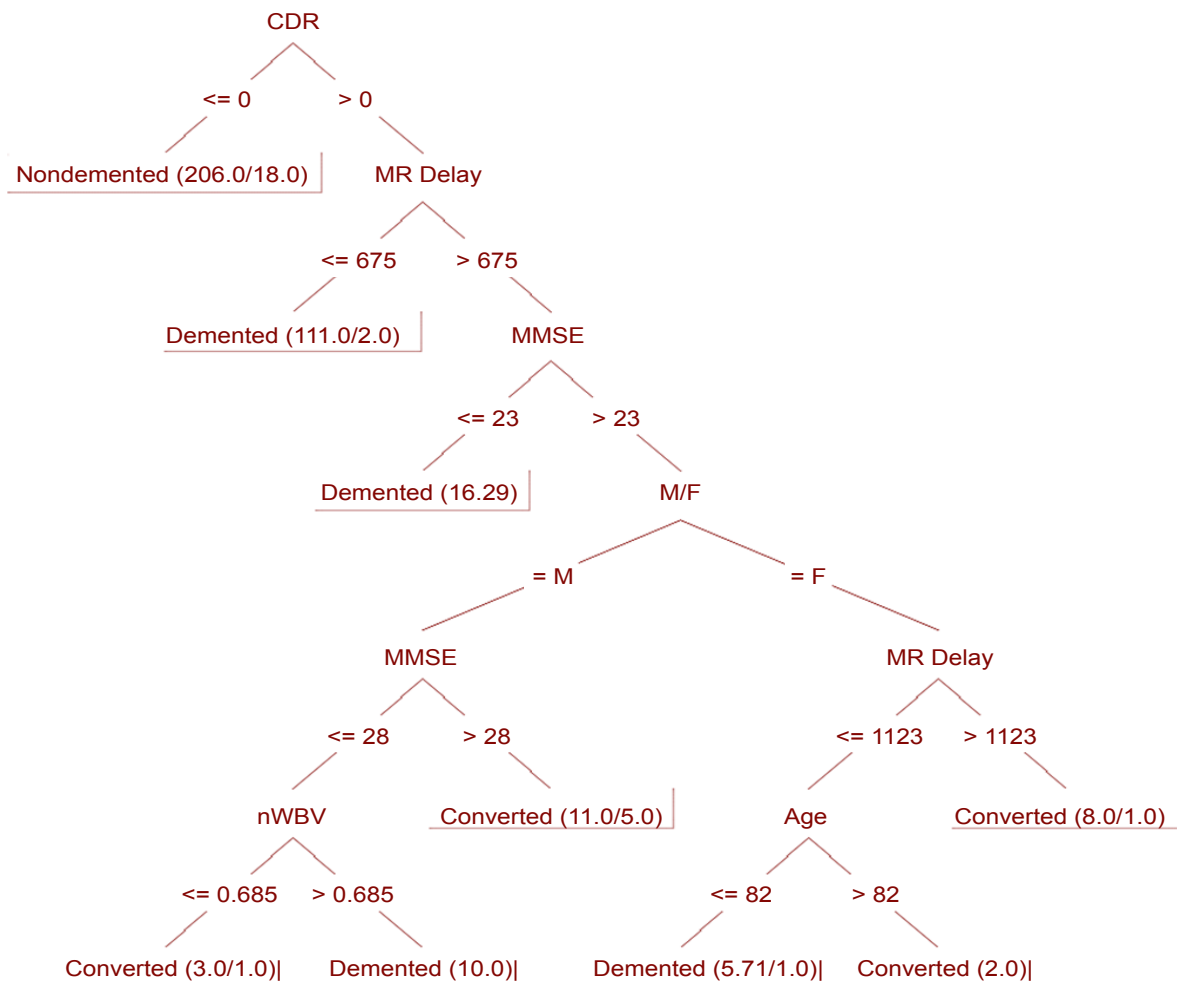 CDR
<= 0 > 0
Nondemented (206.0/18.0) MR Delay
<= 675 > 675
Demented (111.0/2.0) MMSE
<= 23 > 23
Demented (16.29) M/F
= M = F
MMSE MR Delay
<= 28 > 28 <= 1123 > 1123
nWBV Converted (11.0/5.0) Age Converted (8.0/1.0)
<= 0.685 > 0.685 <= 82 > 82
Converted (3.0/1.0)| Demented (10.0)| Demented (5.71/1.0)| Converted (2.0)|